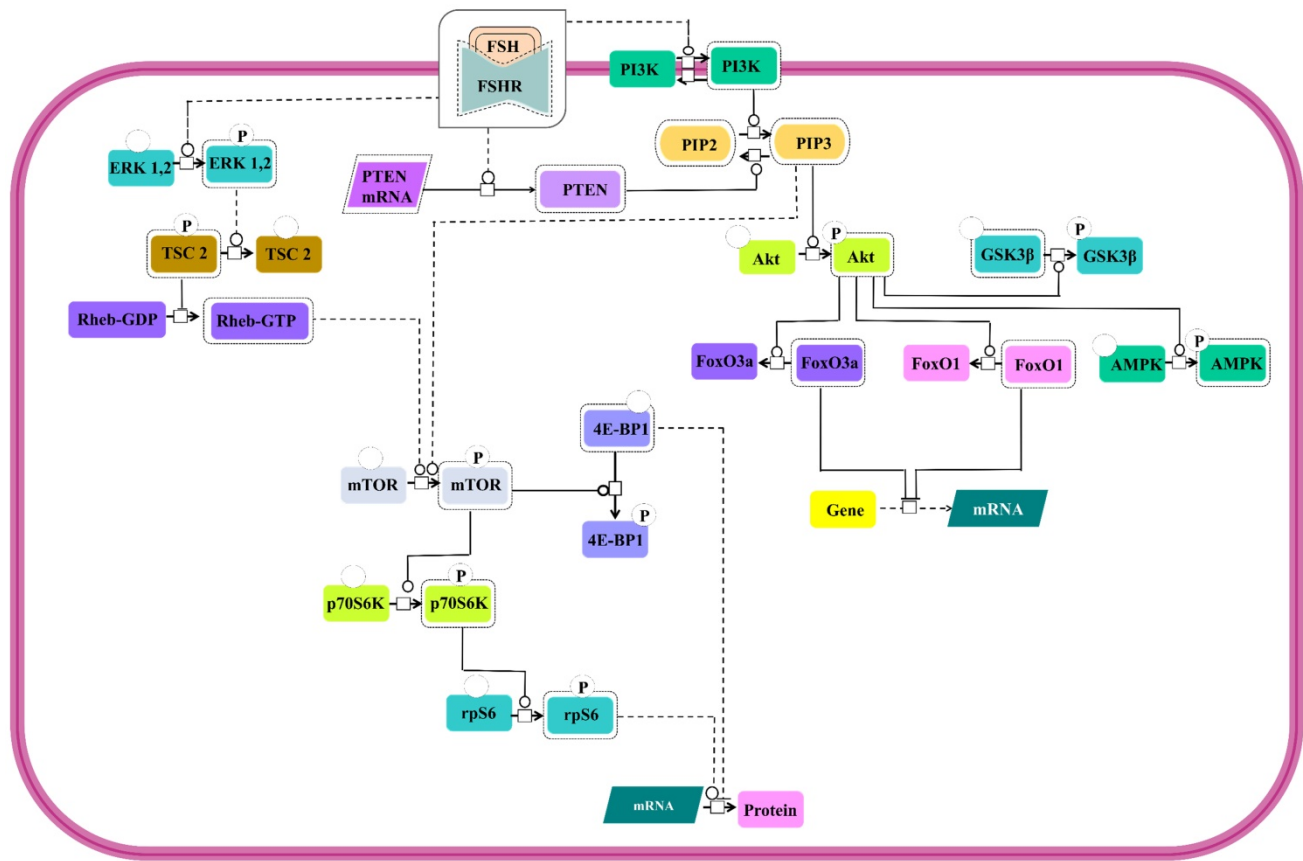 FSH
FSHR
PI3K
PI3K
P
ERK 1,2
ERK 1,2
PIP2
PIP3
PTEN
mRNA
PTEN
P
TSC 2
TSC 2
P
Akt
Akt
P
GSK3β
GSK3β
Rheb-GDP
Rheb-GTP
FoxO3a
FoxO3a
FoxO1
FoxO1
P
AMPK
AMPK
4E-BP1
P
mTOR
mTOR
P
4E-BP1
Gene
mRNA
P
p70S6K
p70S6K
P
rpS6
rpS6
mRNA
Protein